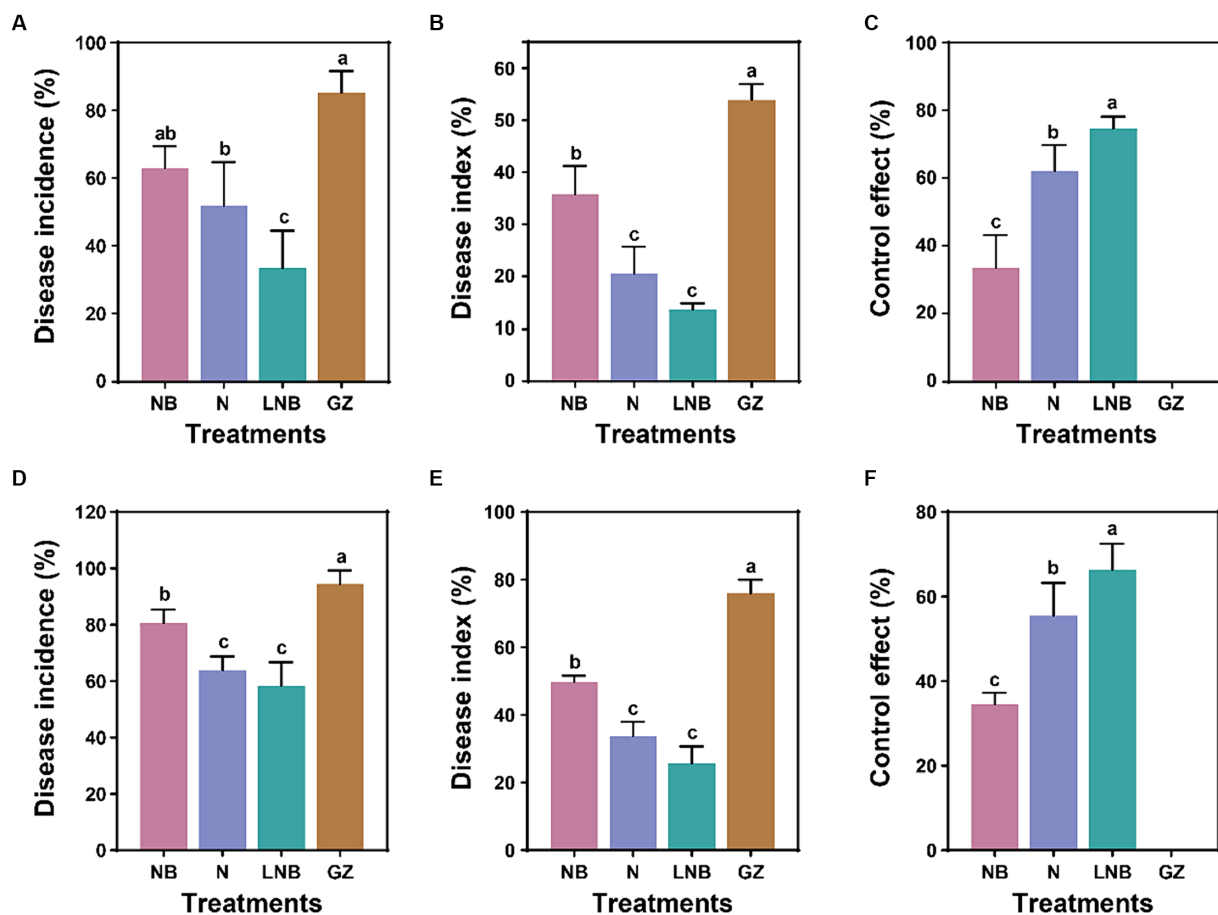 A
Disease incidence (%)
100
80
60
40
20
0
ab
b
c
a
NB N LNB GZ
Treatments
B
Disease index (%)
60
50
40
30
20
10
0
b
c
c
a
NB N LNB GZ
Treatments
C
Control effect (%)
100
80
60
40
20
0
c
b
a
NB N LNB GZ
Treatments
D
Disease incidence (%)
120
100
80
60
40
20
0
b
c
c
a
NB N LNB GZ
Treatments
E
Disease index (%)
100
80
60
40
20
0
b
c
c
a
NB N LNB GZ
Treatments
F
Control effect (%)
80
60
40
20
0
c
b
a
NB N LNB GZ
Treatments